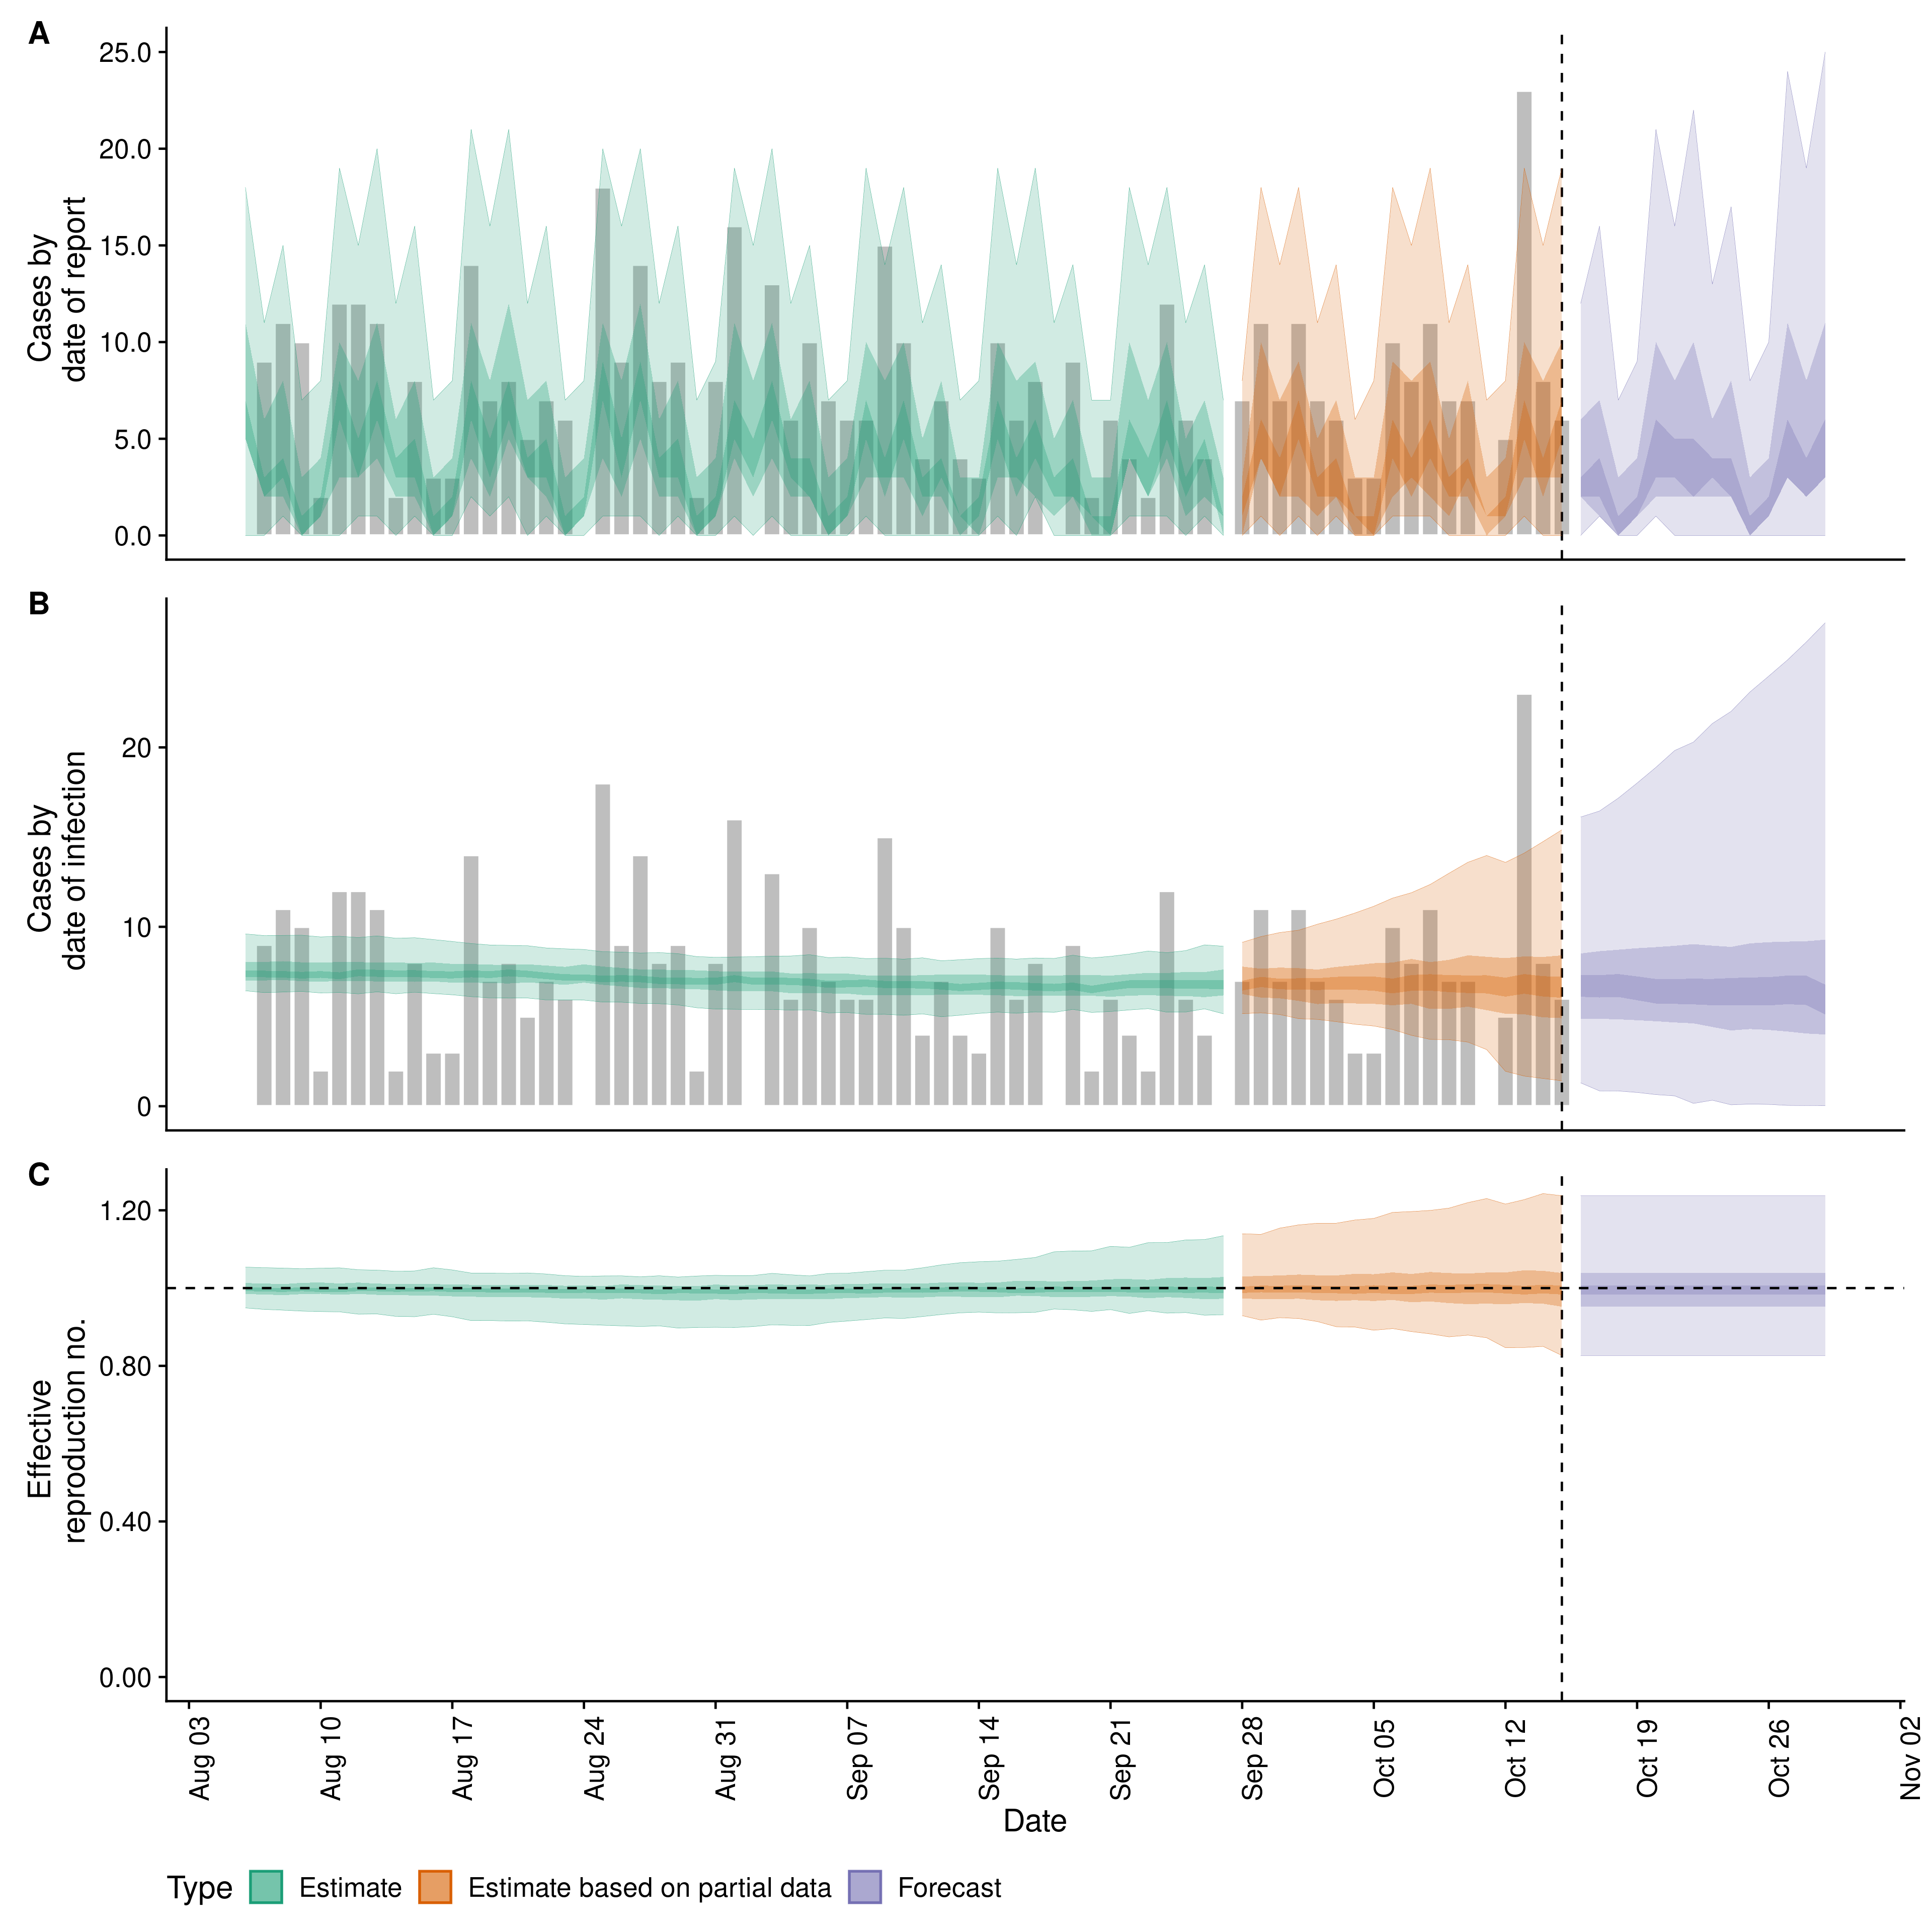 A
Cases by
date of report
25.0
20.0
15.0
10.0
5.0
0.0
B
Cases by
date of infection
20
10
0
C
Effective
reproduction no.
1.20
0.80
0.40
0.00
Aug 03
Aug 10
Aug 17
Aug 24
Aug 31
Sep 07
Sep 14
Sep 21
Sep 28
Oct 05
Oct 12
Oct 19
Oct 26
Nov 02
Date
Type Estimate Estimate based on partial data Forecast